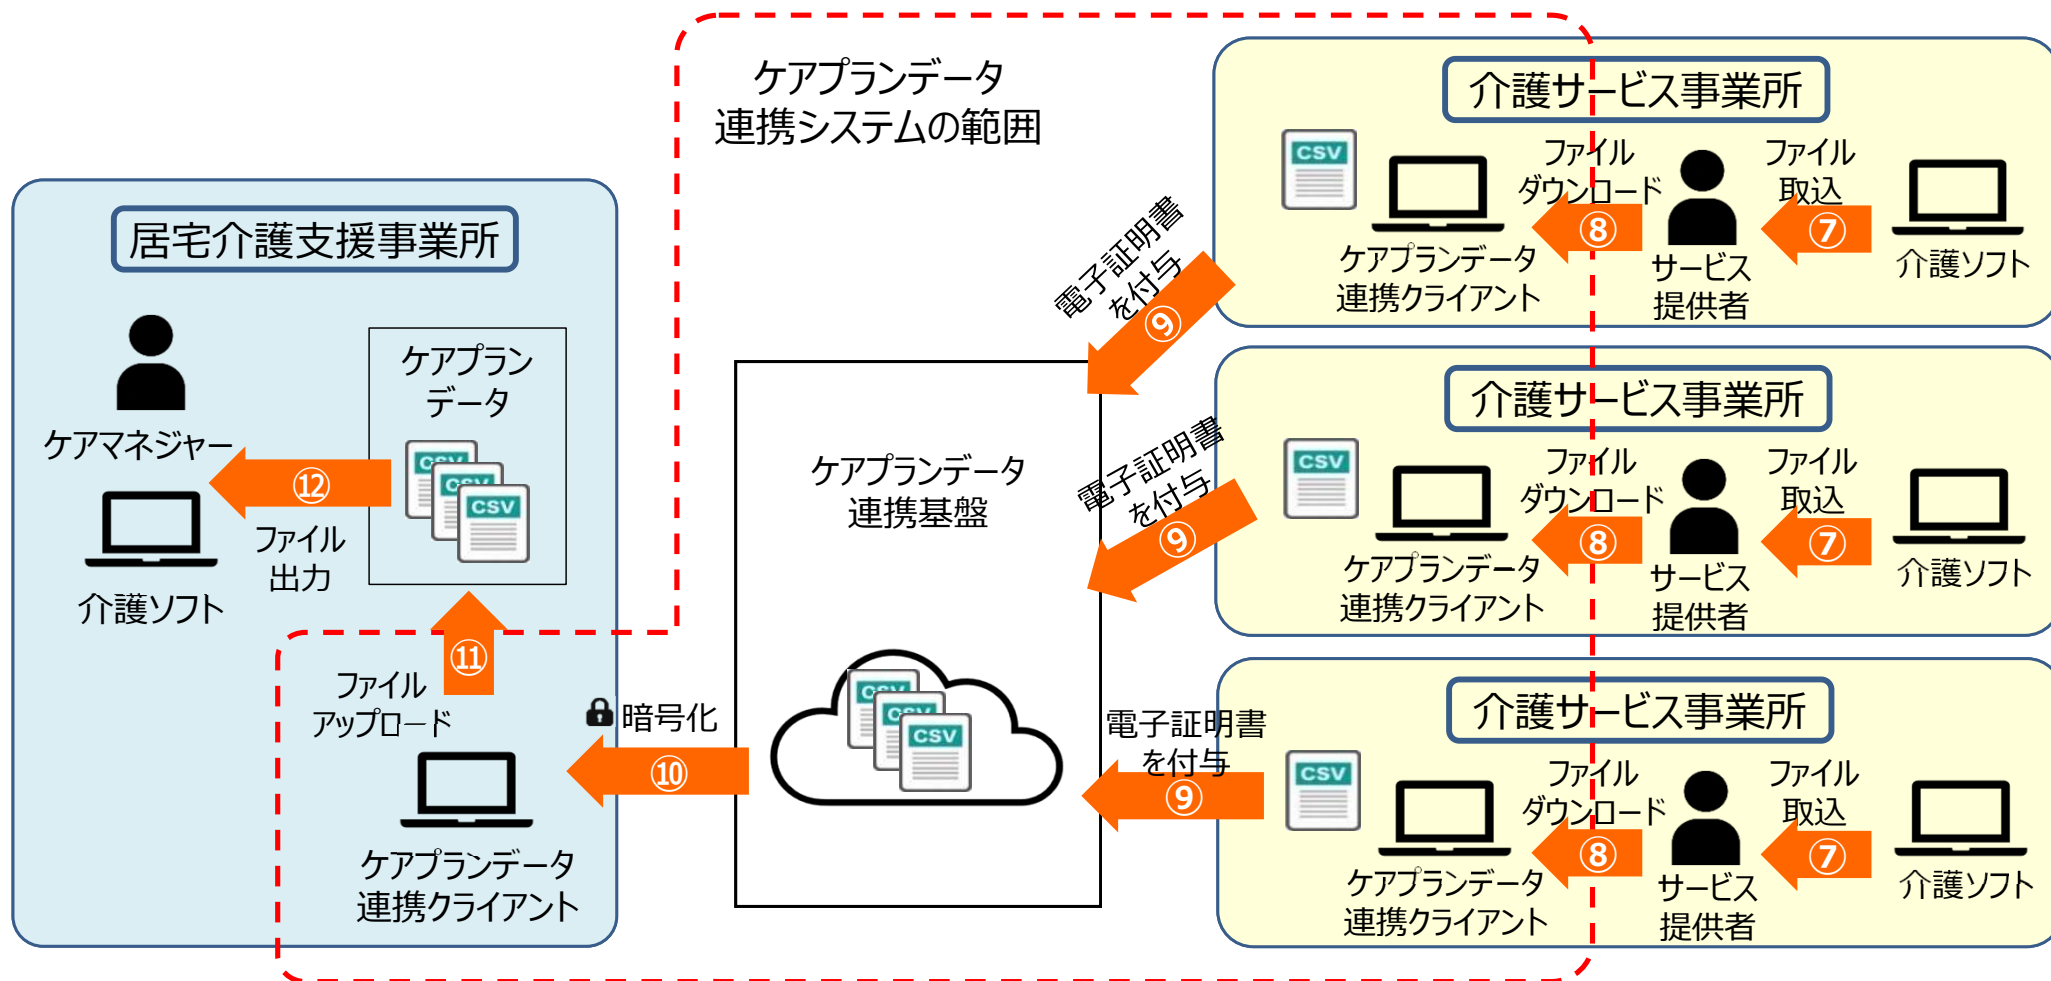 ケアプランデータ
連携システムの範囲
居宅介護支援事業所
ケアマネジャー
介護ソフト
ケアプラン
データ
CSV
CSV
CSV
⑫
ファイル
出力
⑪
ファイル
アップロード
ケアプランデータ
連携クライアント
暗号化
⑩
ケアプランデータ
連携基盤
CSV
CSV
CSV
電子証明書
を付与
⑨
電子証明書
を付与
⑨
電子証明書
を付与
⑨
介護サービス事業所
CSV
ファイル
ダウンロード
⑧
ファイル
取込
⑦
ケアプランデータ
連携クライアント
サービス
提供者
介護ソフト
介護サービス事業所
CSV
ファイル
ダウンロード
⑧
ファイル
取込
⑦
ケアプランデータ
連携クライアント
サービス
提供者
介護ソフト
介護サービス事業所
CSV
ファイル
ダウンロード
⑧
ファイル
取込
⑦
ケアプランデータ
連携クライアント
サービス
提供者
介護ソフト